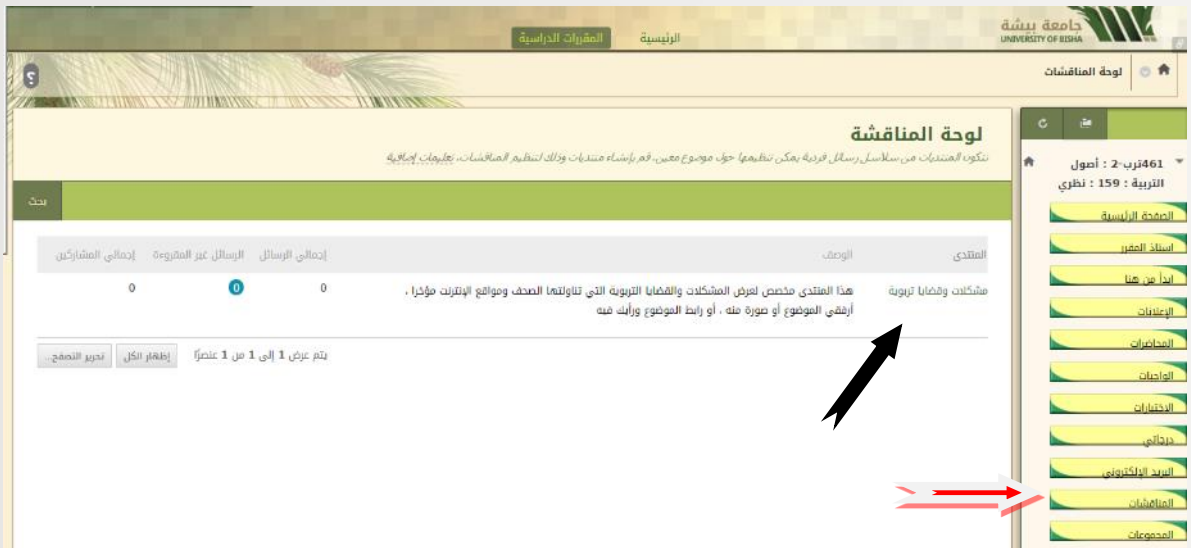 جامعة بيشة
UNIVERSITY OF BISHA
الرئيسية
المقررات الدراسية
لوحة المناقشات
؟
لوحة المناقشة
تتكون المنتديات من سلاسل رسائل فردية يمكن تنظيمها حول موضوع معين. قم بإنشاء منتديات وذلك لتنظيم المناقشات. تعليمات إضافية
بحث
المنتدى
الوصف
إجمالي الرسائل
الرسائل غير المقروءة
إجمالي المشاركين
مشكلات وقضايا تربوية
هذا المنتدى مخصص لعرض المشكلات والقضايا التربوية التي تناولتها الصحف ومواقع الإنترنت مؤخرا .
أرفقي الموضوع أو صورة منه ، أو رابط الموضوع ورأيك فيه
0
0
0
يتم عرض 1 إلى 1 من 1 عنصرًا
إظهار الكل
تحرير التصفح...
461ترب-2 : أصول
التربية : 159 : نظري
الصفحة الرئيسية
استاذ المقرر
ابدأ من هنا
الإعلانات
المحاضرات
الواجبات
الاختبارات
درجاتي
البريد الإلكتروني
المناقشات
المجموعات